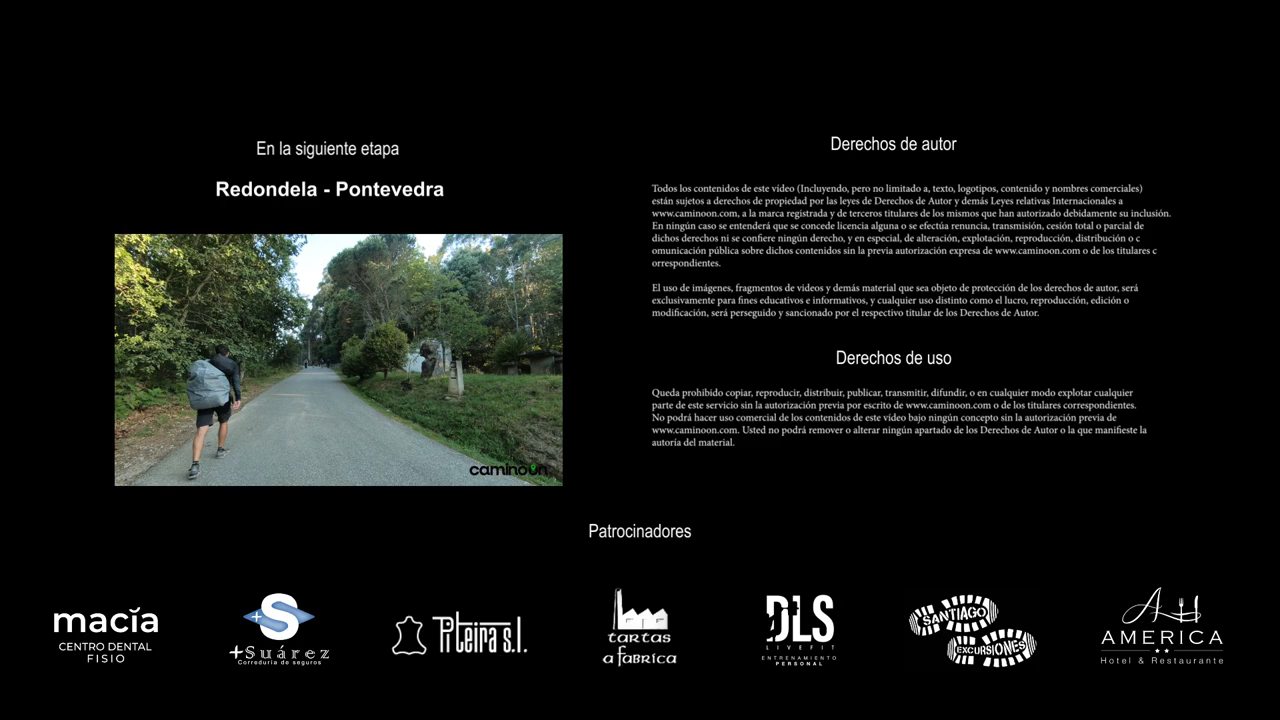 En la siguiente etapa
Redondela - Pontevedra
caminoon
Derechos de autor
Todos los contenidos de este vídeo (Incluyendo, pero no limitado a, texto, logotipos, contenido y nombres comerciales)
están sujetos a derechos de propiedad por las leyes de Derechos de Autor y demás Leyes relativas Internacionales a
www.caminoon.com, a la marca registrada y de terceros titulares de los mismos que han autorizado debidamente su inclusión.
En ningún caso se entenderá que se concede licencia alguna o se efectúa renuncia, transmisión, cesión total o parcial de
dichos derechos ni se confiere ningún derecho, y en especial, de alteración, explotación, reproducción, distribución o c
omunicación pública sobre dichos contenidos sin la previa autorización expresa de www.caminoon.com o de los titulares c
orrespondientes.
El uso de imágenes, fragmentos de videos y demás material que sea objeto de protección de los derechos de autor, será
exclusivamente para fines educativos e informativos, y cualquier uso distinto como el lucro, reproducción, edición o
modificación, será perseguido y sancionado por el respectivo titular de los Derechos de Autor.
Derechos de uso
Queda prohibido copiar, reproducir, distribuir, publicar, transmitir, difundir, o en cualquier modo explotar cualquier
parte de este servicio sin la autorización previa por escrito de www.caminoon.com o de los titulares correspondientes.
No podrá hacer uso comercial de los contenidos de este vídeo bajo ningún concepto sin la autorización previa de
www.caminoon.com. Usted no podrá remover o alterar ningún apartado de los Derechos de Autor o la que manifieste la
autoría del material.
Patrocinadores
macía
CENTRO DENTAL
FISIO
+S
+Suárez
Correduría de seguros
Piteira s.l.
tartas
a fabrica
DLS
LIVEFIT
ENTRENAMIENTO
PERSONAL
SANTIAGO
EXCURSIONES
AH
AMERICA
Hotel & Restaurante